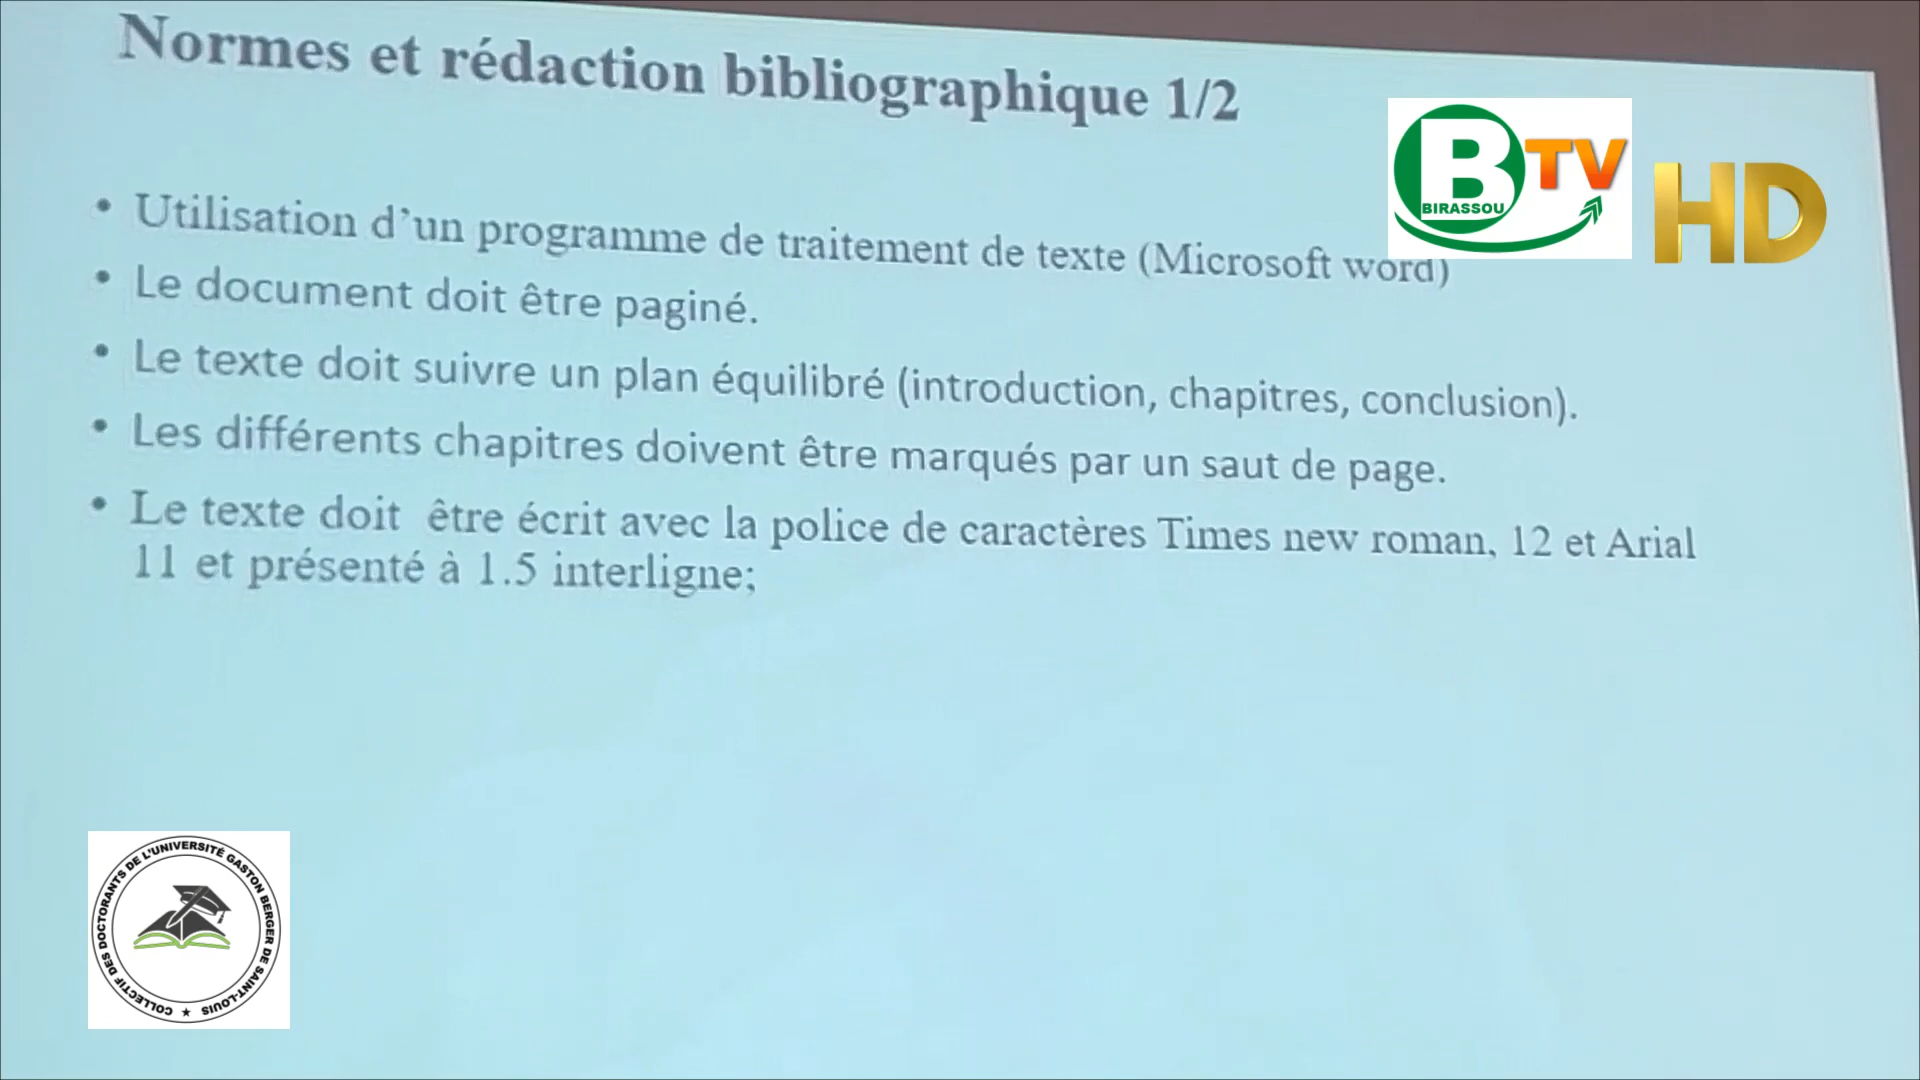 Normes et rédaction bibliographique 1/2
B TV HD
BIRASSOU
• Utilisation d'un programme de traitement de texte (Microsoft word)
• Le document doit être paginé.
• Le texte doit suivre un plan équilibré (introduction, chapitres, conclusion).
• Les différents chapitres doivent être marqués par un saut de page.
• Le texte doit être écrit avec la police de caractères Times new roman, 12 et Arial
11 et présenté à 1.5 interligne;
COLLECTIF DES DOCTORANTS DE L'UNIVERSITÉ GASTON BERGER DE SAINT-LOUIS